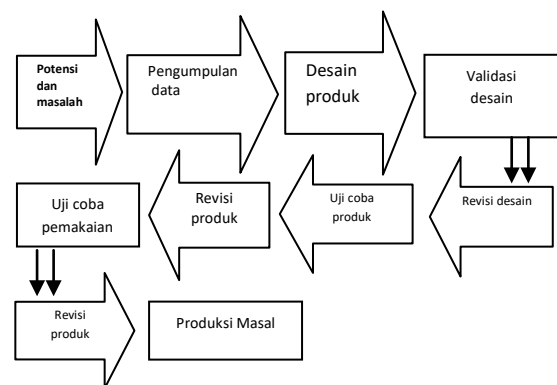 Potensi
dan
masalah
Pengumpulan
data
Desain
produk
Validasi
desain
Revisi desain
Uji coba
produk
Revisi
produk
Uji coba
pemakaian
Revisi
produk
Produksi Masal